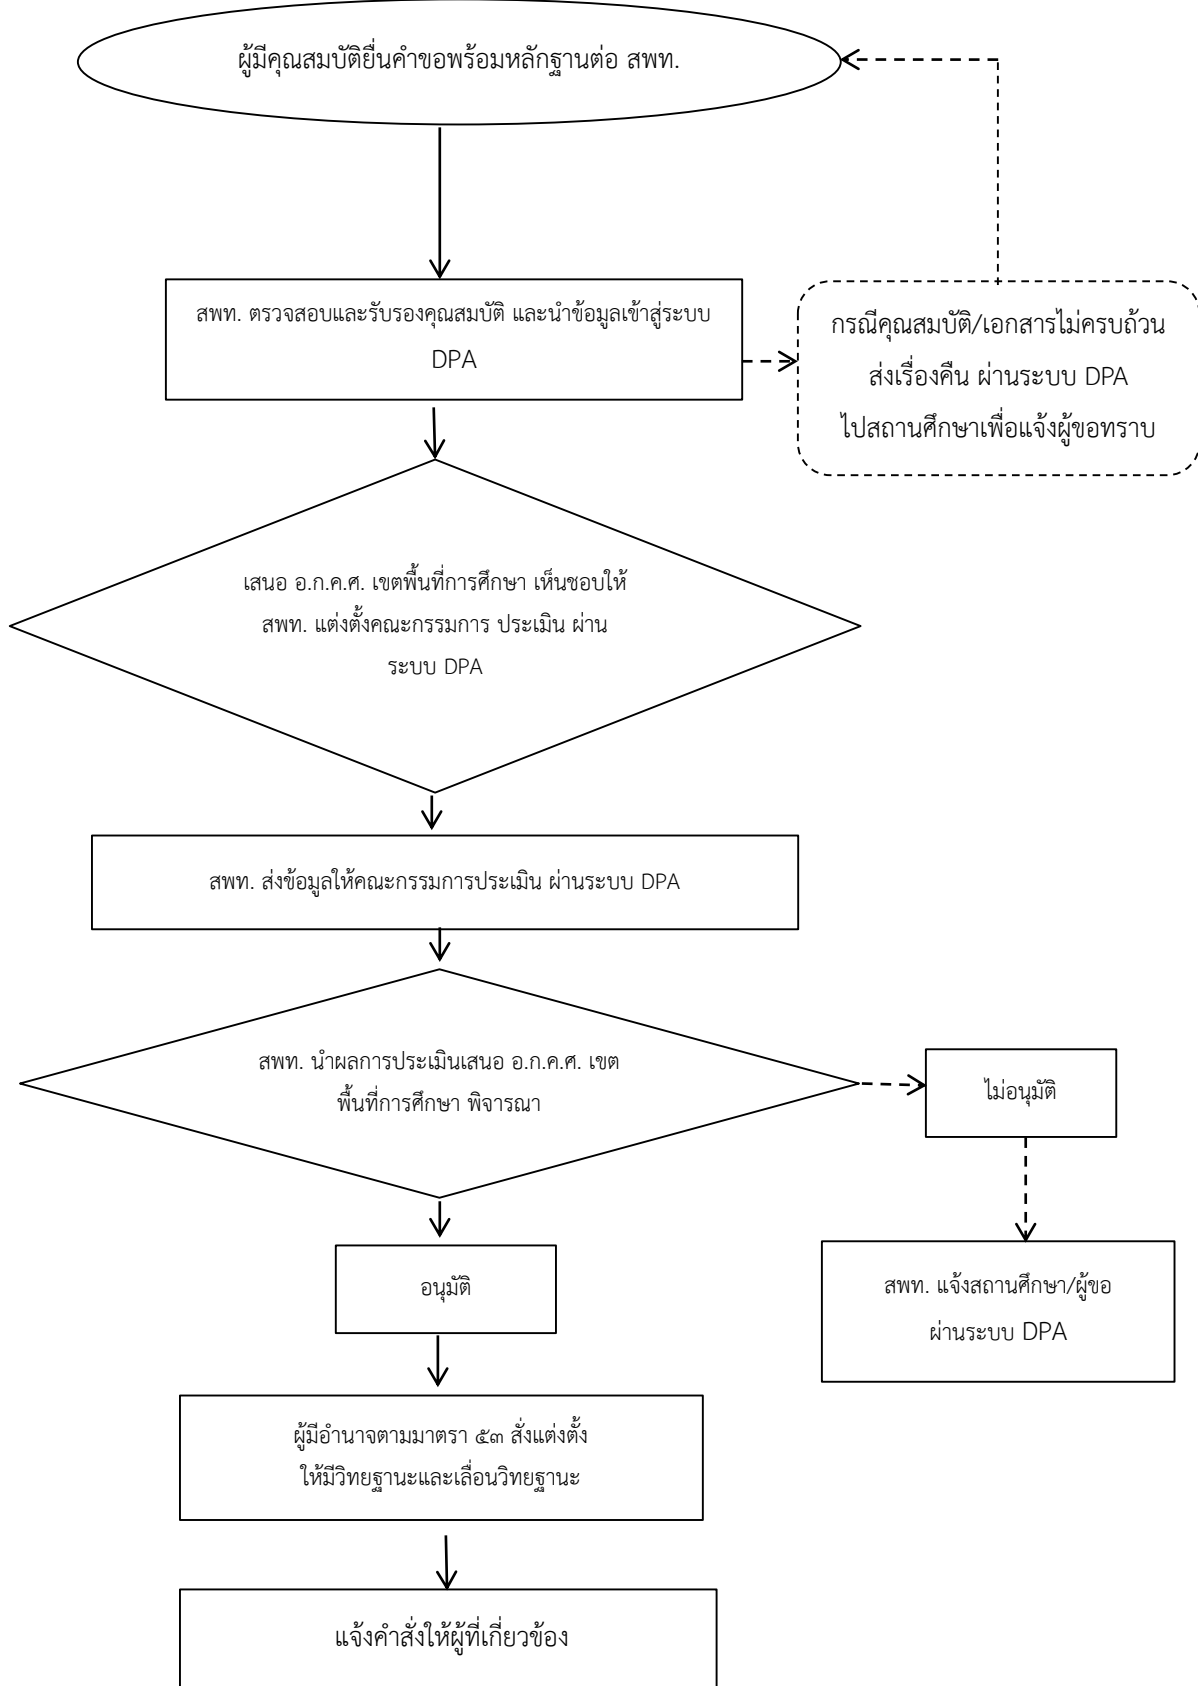 ผู้มีคุณสมบัติยื่นคำขอพร้อมหลักฐานต่อ สพท.
สพท. ตรวจสอบและรับรองคุณสมบัติ และนำข้อมูลเข้าสู่ระบบ
DPA
กรณีคุณสมบัติ/เอกสารไม่ครบถ้วน
ส่งเรื่องคืน ผ่านระบบ DPA
ไปสถานศึกษาเพื่อแจ้งผู้ขอทราบ
เสนอ อ.ก.ค.ศ. เขตพื้นที่การศึกษา เห็นชอบให้
สพท. แต่งตั้งคณะกรรมการ ประเมิน ผ่าน
ระบบ DPA
สพท. ส่งข้อมูลให้คณะกรรมการประเมิน ผ่านระบบ DPA
สพท. นำผลการประเมินเสนอ อ.ก.ค.ศ. เขต
พื้นที่การศึกษา พิจารณา
ไม่อนุมัติ
อนุมัติ
สพท. แจ้งสถานศึกษา/ผู้ขอ
ผ่านระบบ DPA
ผู้มีอำนาจตามมาตรา ๕๓ สั่งแต่งตั้ง
ให้มีวิทยฐานะและเลื่อนวิทยฐานะ
แจ้งคำสั่งให้ผู้ที่เกี่ยวข้อง